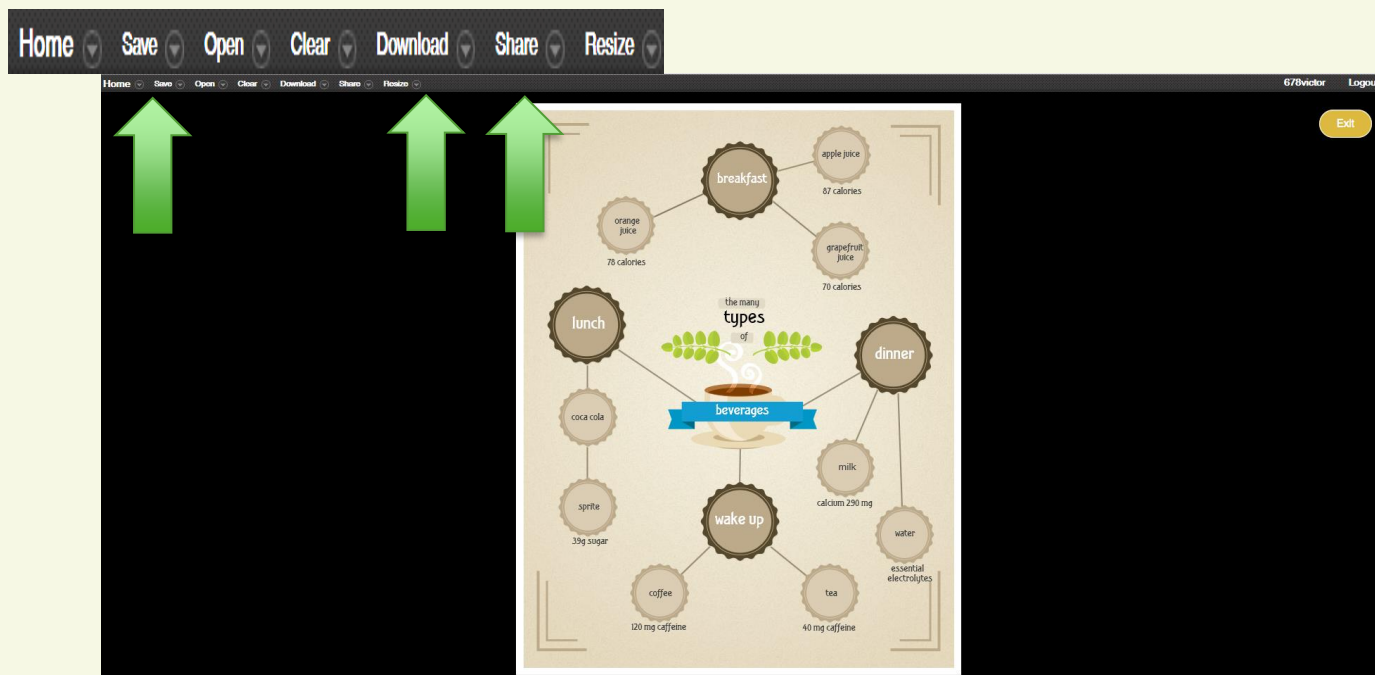 Home Save Open Clear Download Share Resize
Home Save Open Clear Download Share Resize 678victor Logou
Exit
breakfast
apple juice
87 calories
orange
juice
78 calories
grapefruit
juice
70 calories
the many
types
of
beverages
lunch
coca cola
sprite
39g sugar
dinner
milk
calcium 290 mg
water
essential
electrolytes
wake up
coffee
120 mg caffeine
tea
40 mg caffeine